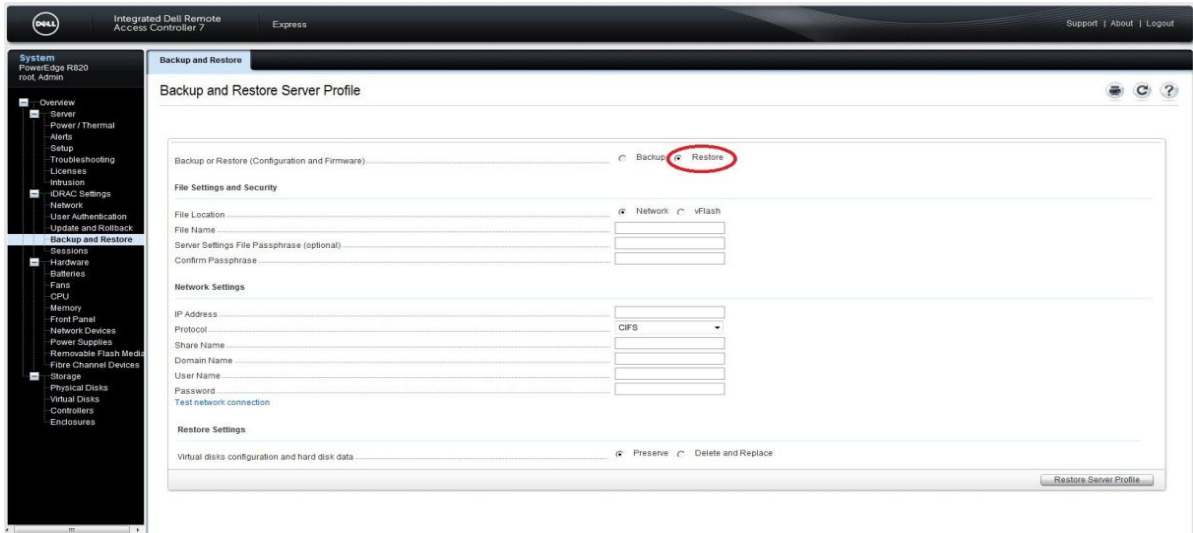 DELL
Integrated Dell Remote
Access Controller 7
Express
Support | About | Logout
System
PowerEdge R820
root, Admin
Overview
Server
Power / Thermal
Alerts
Setup
Troubleshooting
Licenses
Intrusion
iDRAC Settings
Network
User Authentication
Update and Rollback
Backup and Restore
Sessions
Hardware
Batteries
Fans
CPU
Memory
Front Panel
Network Devices
Power Supplies
Removable Flash Media
Fibre Channel Devices
Storage
Physical Disks
Virtual Disks
Controllers
Enclosures
Backup and Restore
Backup and Restore Server Profile
Backup or Restore (Configuration and Firmware) Backup Restore
File Settings and Security
File Location Network vFlash
File Name
Server Settings File Passphrase (optional)
Confirm Passphrase
Network Settings
IP Address
Protocol CIFS
Share Name
Domain Name
User Name
Password
Test network connection
Restore Settings
Virtual disks configuration and hard disk data Preserve Delete and Replace
Restore Server Profile